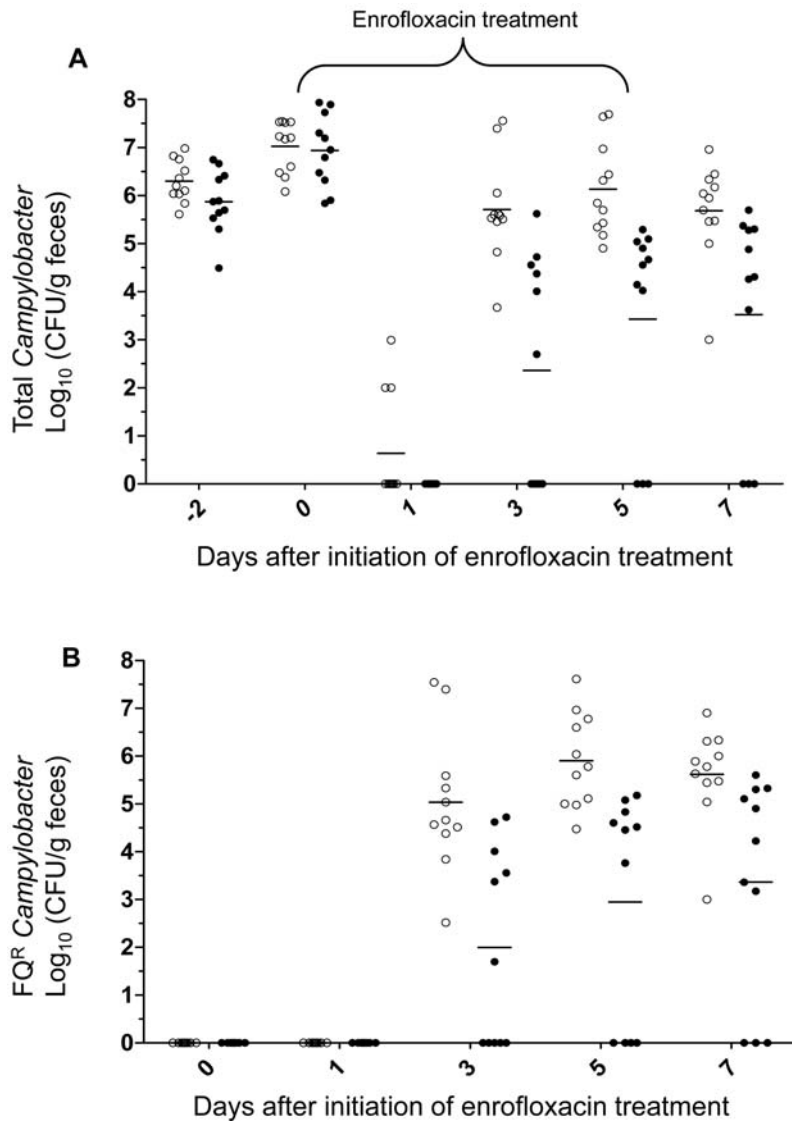 Enrofloxacin treatment
A
Total Campylobacter
Log₁₀ (CFU/g feces)
8
7
6
5
4
3
2
1
0
-2 0 1 3 5 7
Days after initiation of enrofloxacin treatment
B
FQᴿ Campylobacter
Log₁₀ (CFU/g feces)
8
7
6
5
4
3
2
1
0
0 1 3 5 7
Days after initiation of enrofloxacin treatment